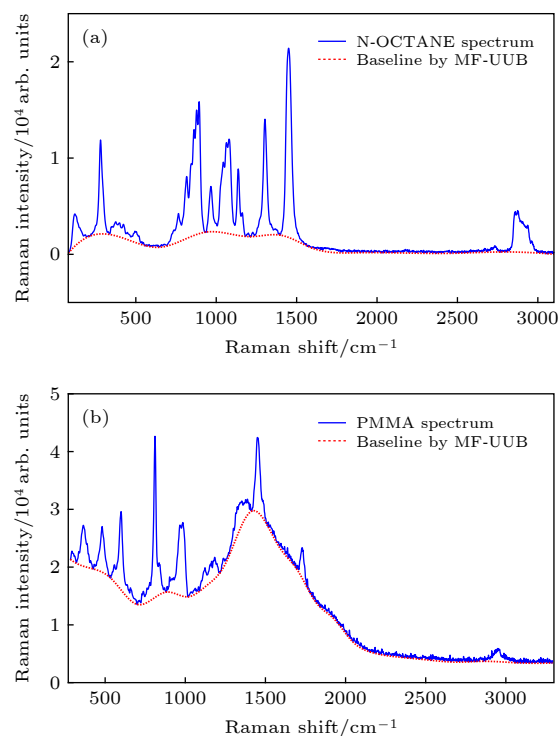 (a)
N-OCTANE spectrum
Baseline by MF-UUB
Raman intensity/10⁴ arb. units
2
1
0
500 1000 1500 2000 2500 3000
Raman shift/cm⁻¹
(b)
PMMA spectrum
Baseline by MF-UUB
Raman intensity/10⁴ arb. units
5
4
3
2
1
0
500 1000 1500 2000 2500 3000
Raman shift/cm⁻¹